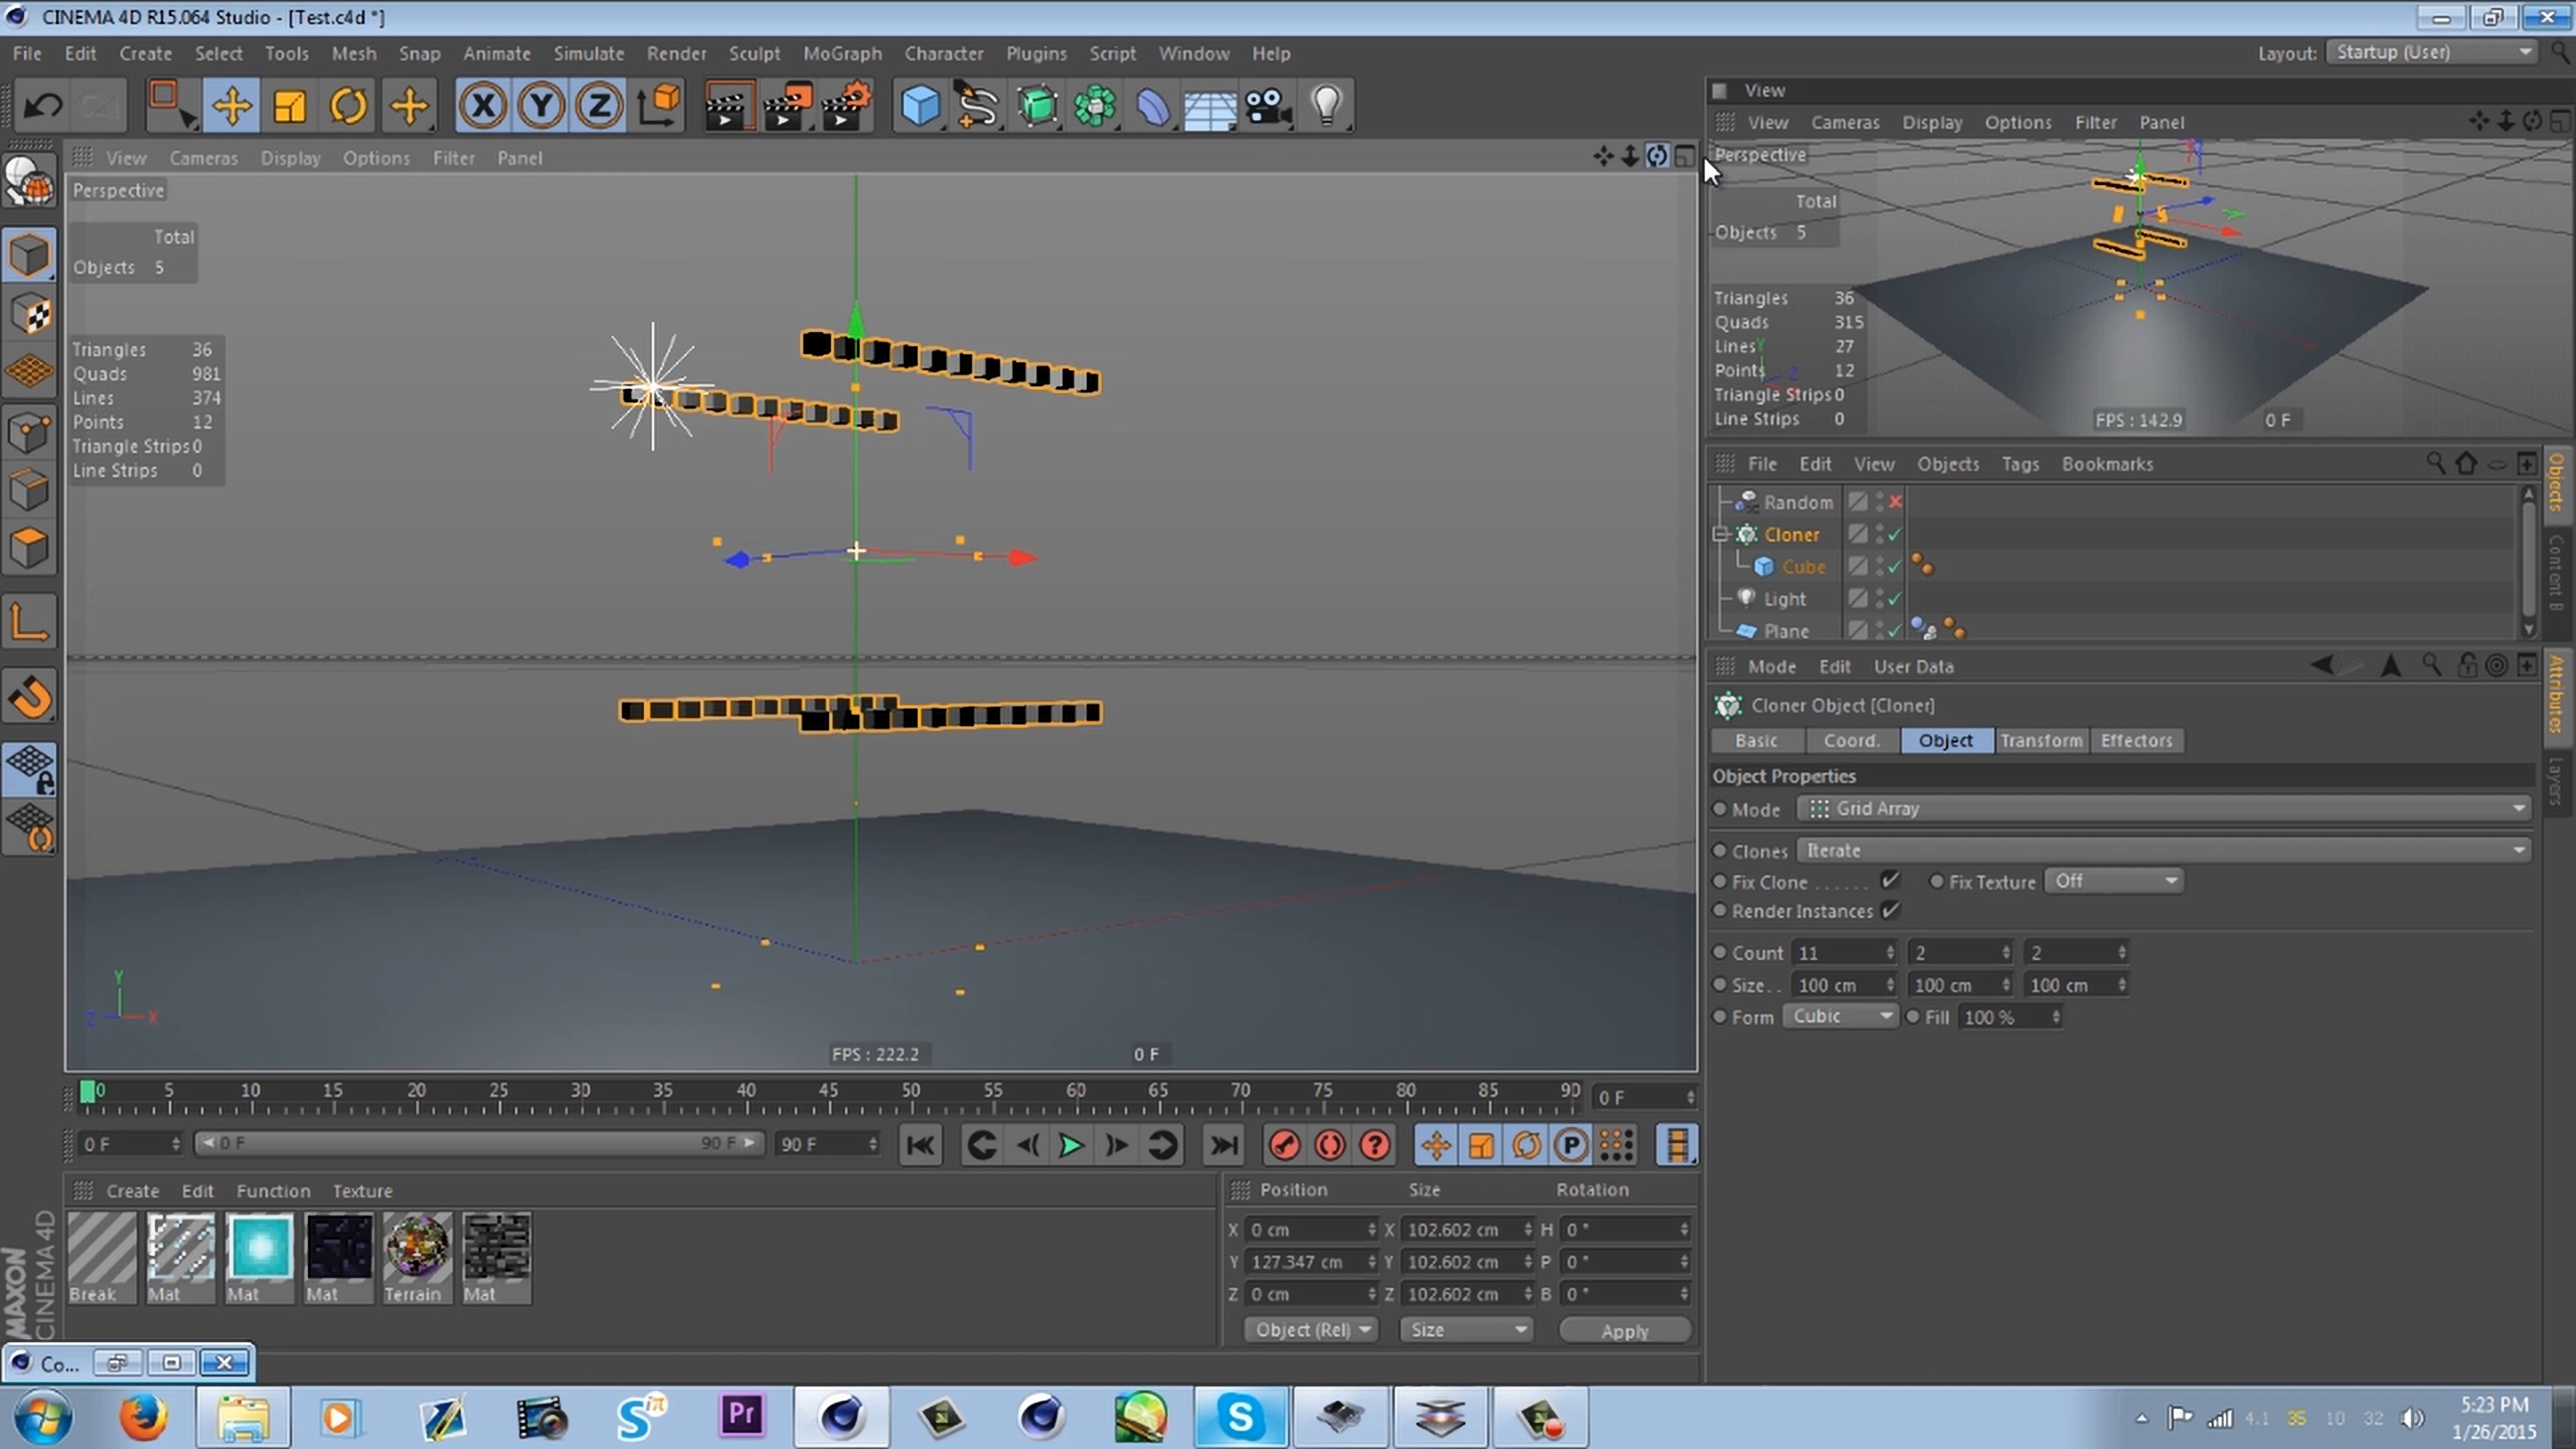 CINEMA 4D R15.064 Studio - [Test.c4d *]
File Edit Create Select Tools Mesh Snap Animate Simulate Render Sculpt MoGraph Character Plugins Script Window Help
Layout: Startup (User)
X Y Z
View
View Cameras Display Options Filter Panel
View Cameras Display Options Filter Panel
Perspective
Total
Objects 5
Triangles 36
Quads 981
Lines 374
Points 12
Triangle Strips 0
Line Strips 0
Y
Z X
FPS : 222.2 0 F
Perspective
Total
Objects 5
Triangles 36
Quads 315
Lines 27
Points 12
Triangle Strips 0
Line Strips 0
Y
Z
FPS : 142.9 0 F
File Edit View Objects Tags Bookmarks
Random
Cloner
Cube
Light
Plane
Objects
Content B
Mode Edit User Data
Attributes
Layers
Cloner Object [Cloner]
Basic Coord. Object Transform Effectors
Object Properties
Mode Grid Array
Clones Iterate
Fix Clone . . . . . . Fix Texture Off
Render Instances
Count 11 2 2
Size . . 100 cm 100 cm 100 cm
Form Cubic Fill 100 %
0 5 10 15 20 25 30 35 40 45 50 55 60 65 70 75 80 85 90 0 F
0 F 0 F 90 F 90 F ? P
Create Edit Function Texture
Break Mat Mat Mat Terrain Mat
Position Size Rotation
X 0 cm X 102.602 cm H 0 °
Y 127.347 cm Y 102.602 cm P 0 °
Z 0 cm Z 102.602 cm B 0 °
Object (Rel) Size Apply
MAXON
CINEMA 4D
Co...
Pr
S
4.1 35 10 32
5:23 PM
1/26/2015